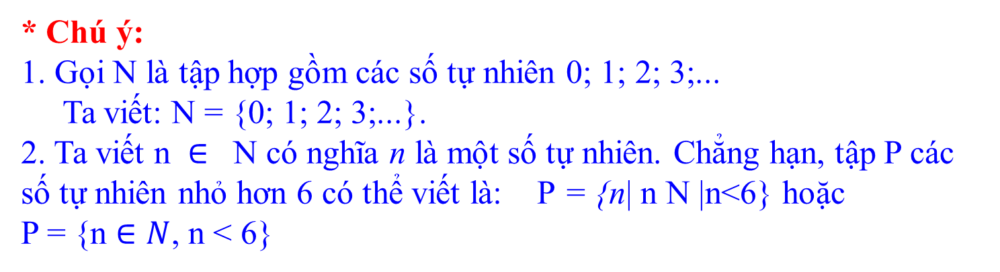 * Chú ý:
1. Gọi N là tập hợp gồm các số tự nhiên 0; 1; 2; 3;...
Ta viết: N = {0; 1; 2; 3;...}.
2. Ta viết n ∈ N có nghĩa n là một số tự nhiên. Chẳng hạn, tập P các
số tự nhiên nhỏ hơn 6 có thể viết là: P = {n| n N |n<6} hoặc
P = {n ∈ N, n < 6}